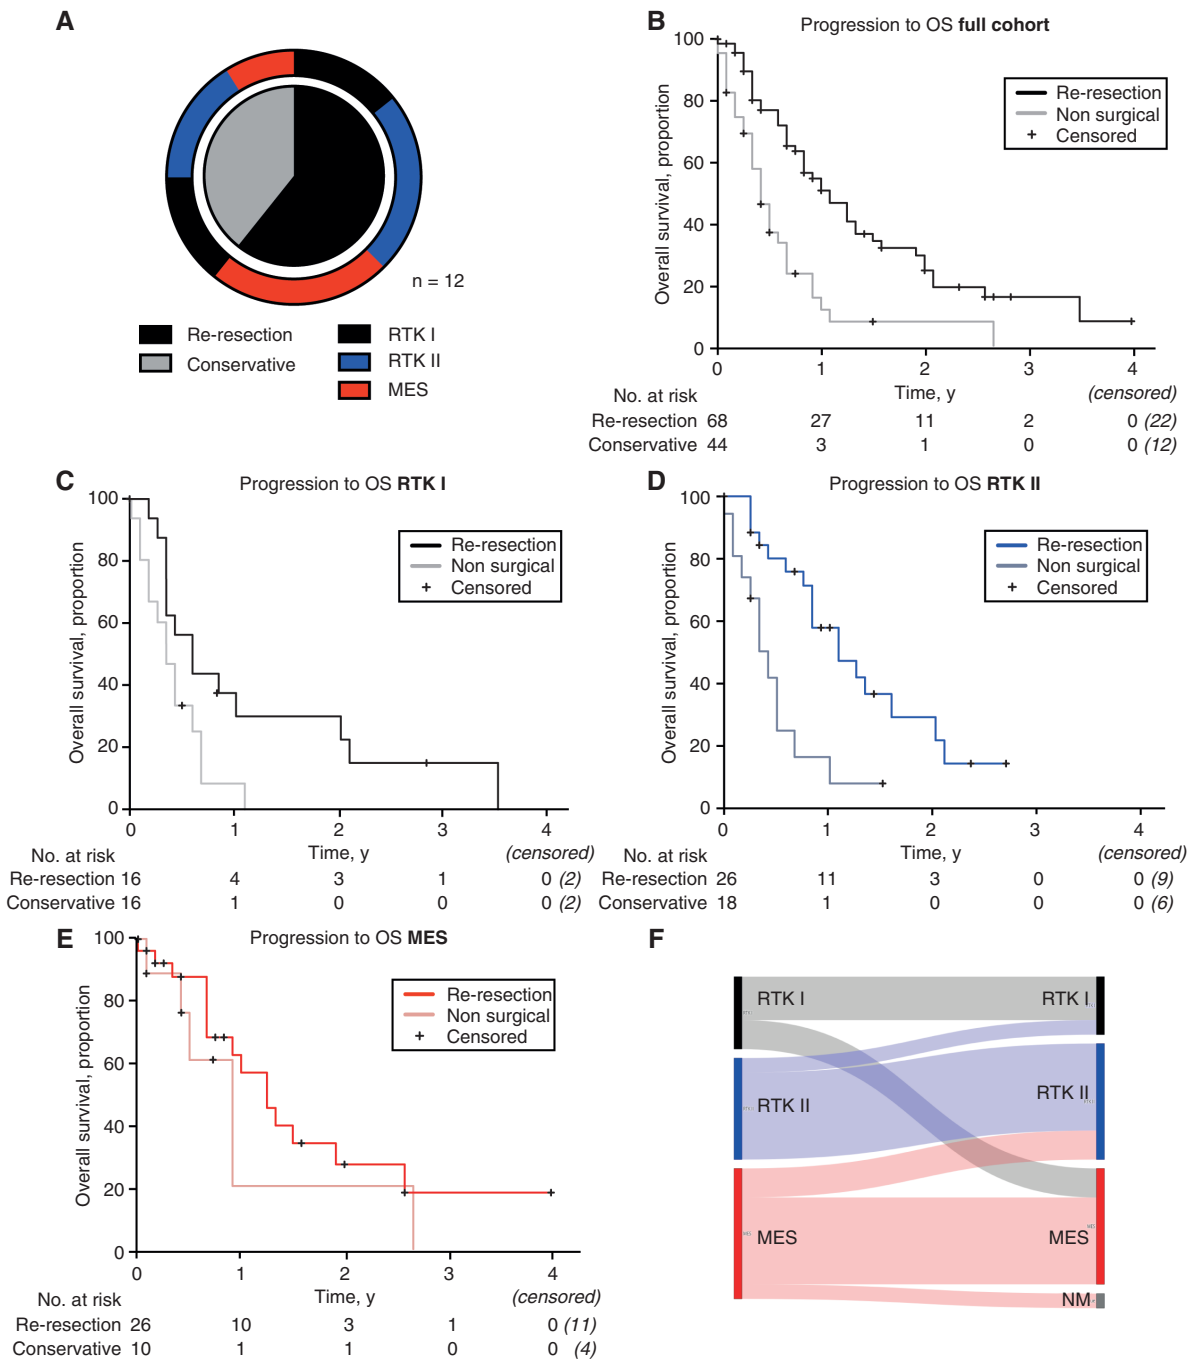 A
n = 12
Re-resection RTK I
Conservative RTK II
MES
B Progression to OS full cohort
100
80
60
40
20
0
Overall survival, proportion
Re-resection
Non surgical
Censored
0 1 2 3 4
No. at risk Time, y (censored)
Re-resection 68 27 11 2 0 (22)
Conservative 44 3 1 0 0 (12)
C Progression to OS RTK I
100
80
60
40
20
0
Overall survival, proportion
Re-resection
Non surgical
Censored
0 1 2 3 4
No. at risk Time, y (censored)
Re-resection 16 4 3 1 0 (2)
Conservative 16 1 0 0 0 (2)
D Progression to OS RTK II
100
80
60
40
20
0
Overall survival, proportion
Re-resection
Non surgical
Censored
0 1 2 3 4
No. at risk Time, y (censored)
Re-resection 26 11 3 0 0 (9)
Conservative 18 1 0 0 0 (6)
E Progression to OS MES
100
80
60
40
20
0
Overall survival, proportion
Re-resection
Non surgical
Censored
0 1 2 3 4
No. at risk Time, y (censored)
Re-resection 26 10 3 1 0 (11)
Conservative 10 1 1 0 0 (4)
F
RTK I RTK I
RTK II RTK II
MES MES
NM